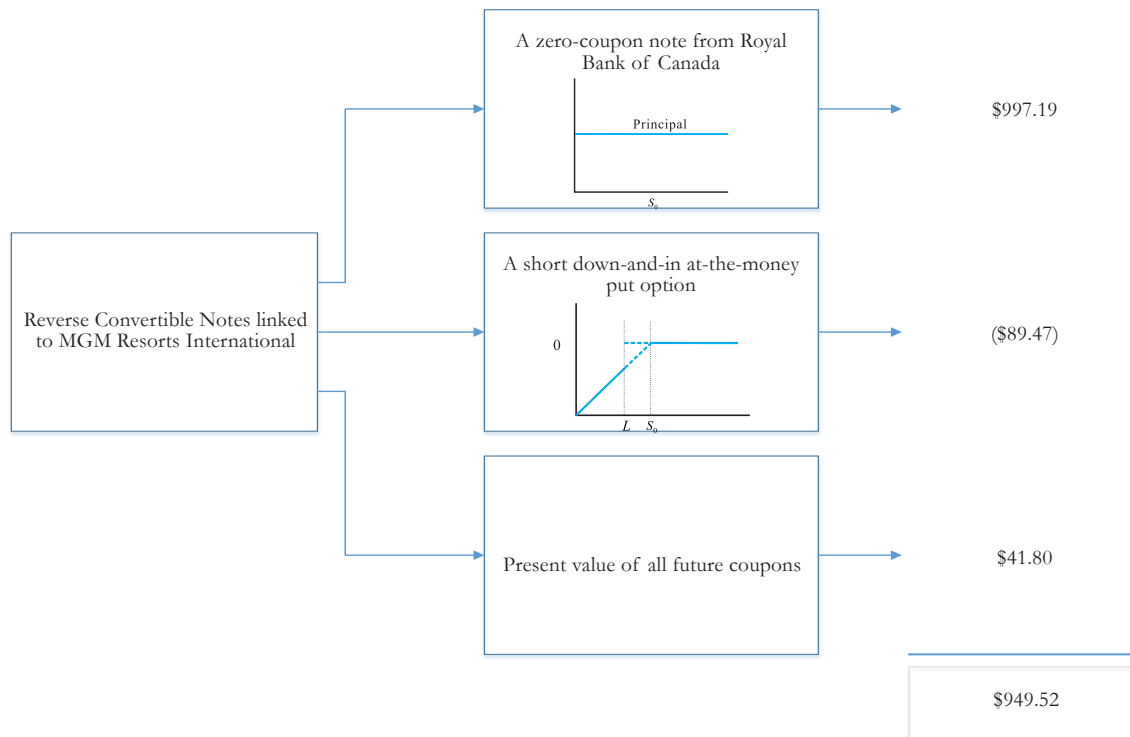 A zero-coupon note from Royal
Bank of Canada
Principal
S₀
$997.19
Reverse Convertible Notes linked
to MGM Resorts International
A short down-and-in at-the-money
put option
0
L S₀
($89.47)
Present value of all future coupons
$41.80
$949.52